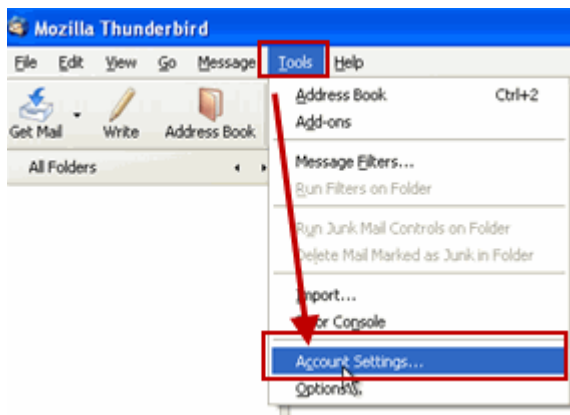 Mozilla Thunderbird
File Edit View Go Message Tools Help
Get Mail Write Address Book
All Folders
Address Book Ctrl+2
Add-ons
Message Filters...
Run Filters on Folder
Run Junk Mail Controls on Folder
Delete Mail Marked as Junk in Folder
Import...
Console
Account Settings...
Options...